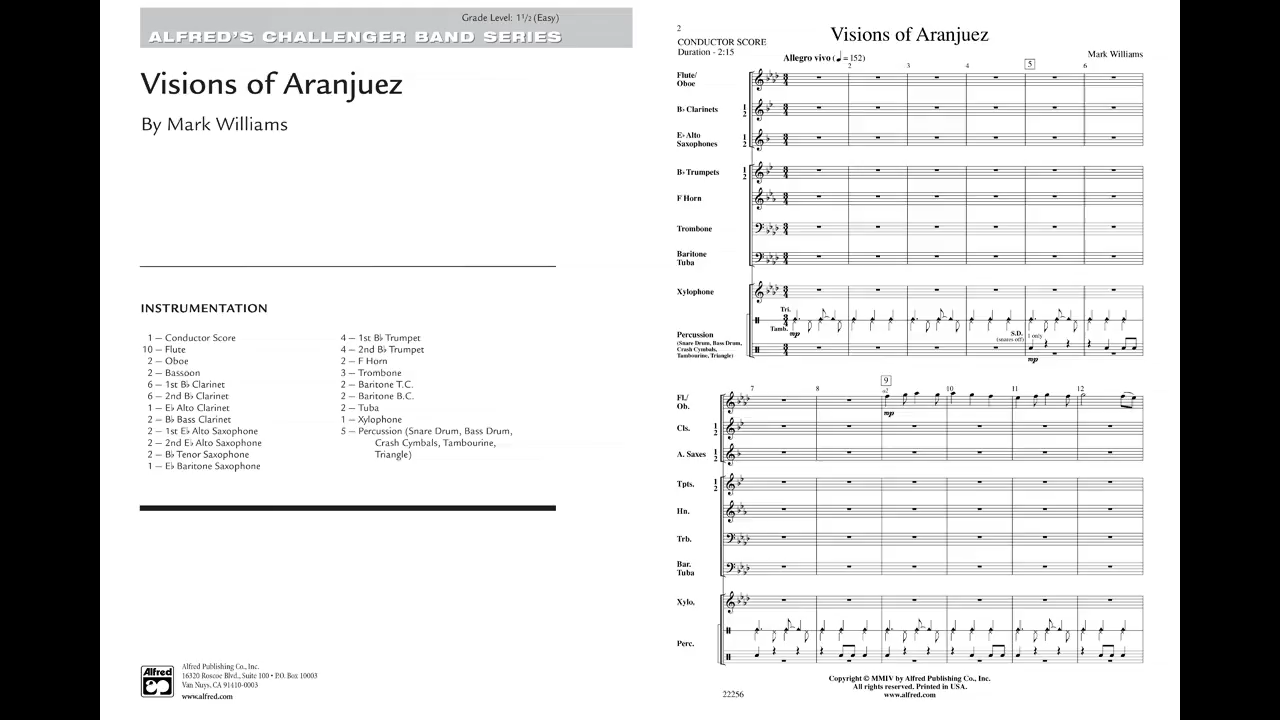 Grade Level: 1½ (Easy)
ALFRED'S CHALLENGER BAND SERIES
Visions of Aranjuez
By Mark Williams
INSTRUMENTATION
1 — Conductor Score
10 — Flute
2 — Oboe
2 — Bassoon
6 — 1st B♭ Clarinet
6 — 2nd B♭ Clarinet
1 — E♭ Alto Clarinet
2 — B♭ Bass Clarinet
2 — 1st E♭ Alto Saxophone
2 — 2nd E♭ Alto Saxophone
2 — B♭ Tenor Saxophone
1 — E♭ Baritone Saxophone
4 — 1st B♭ Trumpet
4 — 2nd B♭ Trumpet
2 — F Horn
3 — Trombone
2 — Baritone T.C.
2 — Baritone B.C.
2 — Tuba
1 — Xylophone
5 — Percussion (Snare Drum, Bass Drum,
Crash Cymbals, Tambourine,
Triangle)
Alfred
Alfred Publishing Co., Inc.
16320 Roscoe Blvd., Suite 100 • P.O. Box 10003
Van Nuys, CA 91410-0003
www.alfred.com
2
Visions of Aranjuez
CONDUCTOR SCORE
Duration - 2:15
Mark Williams
Allegro vivo (♩ = 152)
2 3 4 5 6
Flute/
Oboe
B♭ Clarinets 1
2
E♭ Alto
Saxophones 1
2
B♭ Trumpets 1
2
F Horn
Trombone
Baritone
Tuba
Xylophone
Tri.
Tamb.
mp
Percussion
(Snare Drum, Bass Drum,
Crash Cymbals,
Tambourine, Triangle)
S.D.
(snares off)
1 only
mp
7 8 9 10 11 12
Fl./
Ob.
mp
Cls. 1
2
A. Saxes 1
2
Tpts. 1
2
Hn.
Trb.
Bar.
Tuba
Xylo.
Perc.
Copyright © MMIV by Alfred Publishing Co., Inc.
All rights reserved. Printed in USA.
www.alfred.com
22256